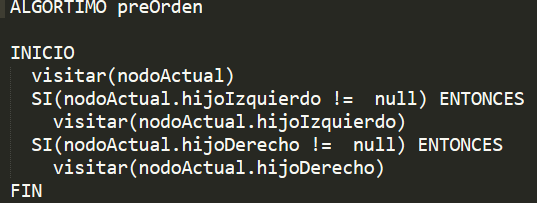 ALGORTIMO preOrden
INICIO
visitar(nodoActual)
SI(nodoActual.hijoIzquierdo != null) ENTONCES
visitar(nodoActual.hijoIzquierdo)
SI(nodoActual.hijoDerecho != null) ENTONCES
visitar(nodoActual.hijoDerecho)
FIN